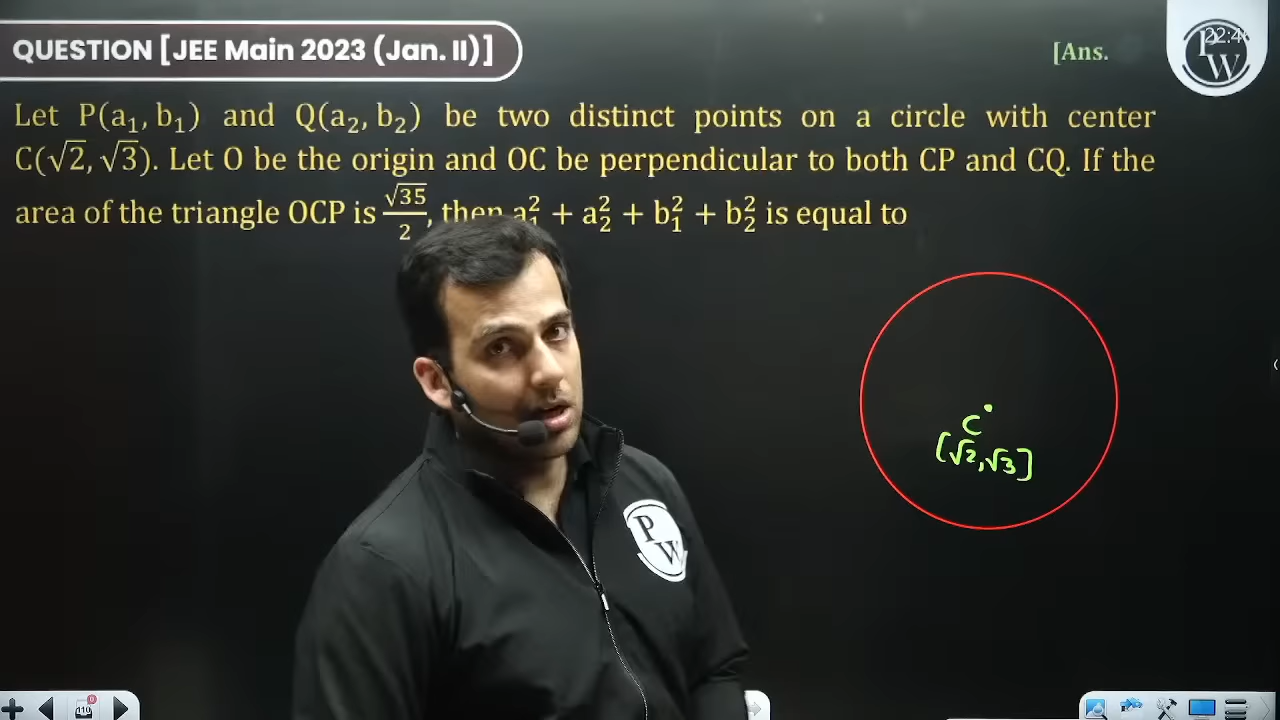 QUESTION [JEE Main 2023 (Jan. II)]
[Ans.
Let P(a₁, b₁) and Q(a₂, b₂) be two distinct points on a circle with center
C(√2, √3). Let O be the origin and OC be perpendicular to both CP and CQ. If the
area of the triangle OCP is √35/2, then a₁² + a₂² + b₁² + b₂² is equal to
C
[√2, √3]
PW
110